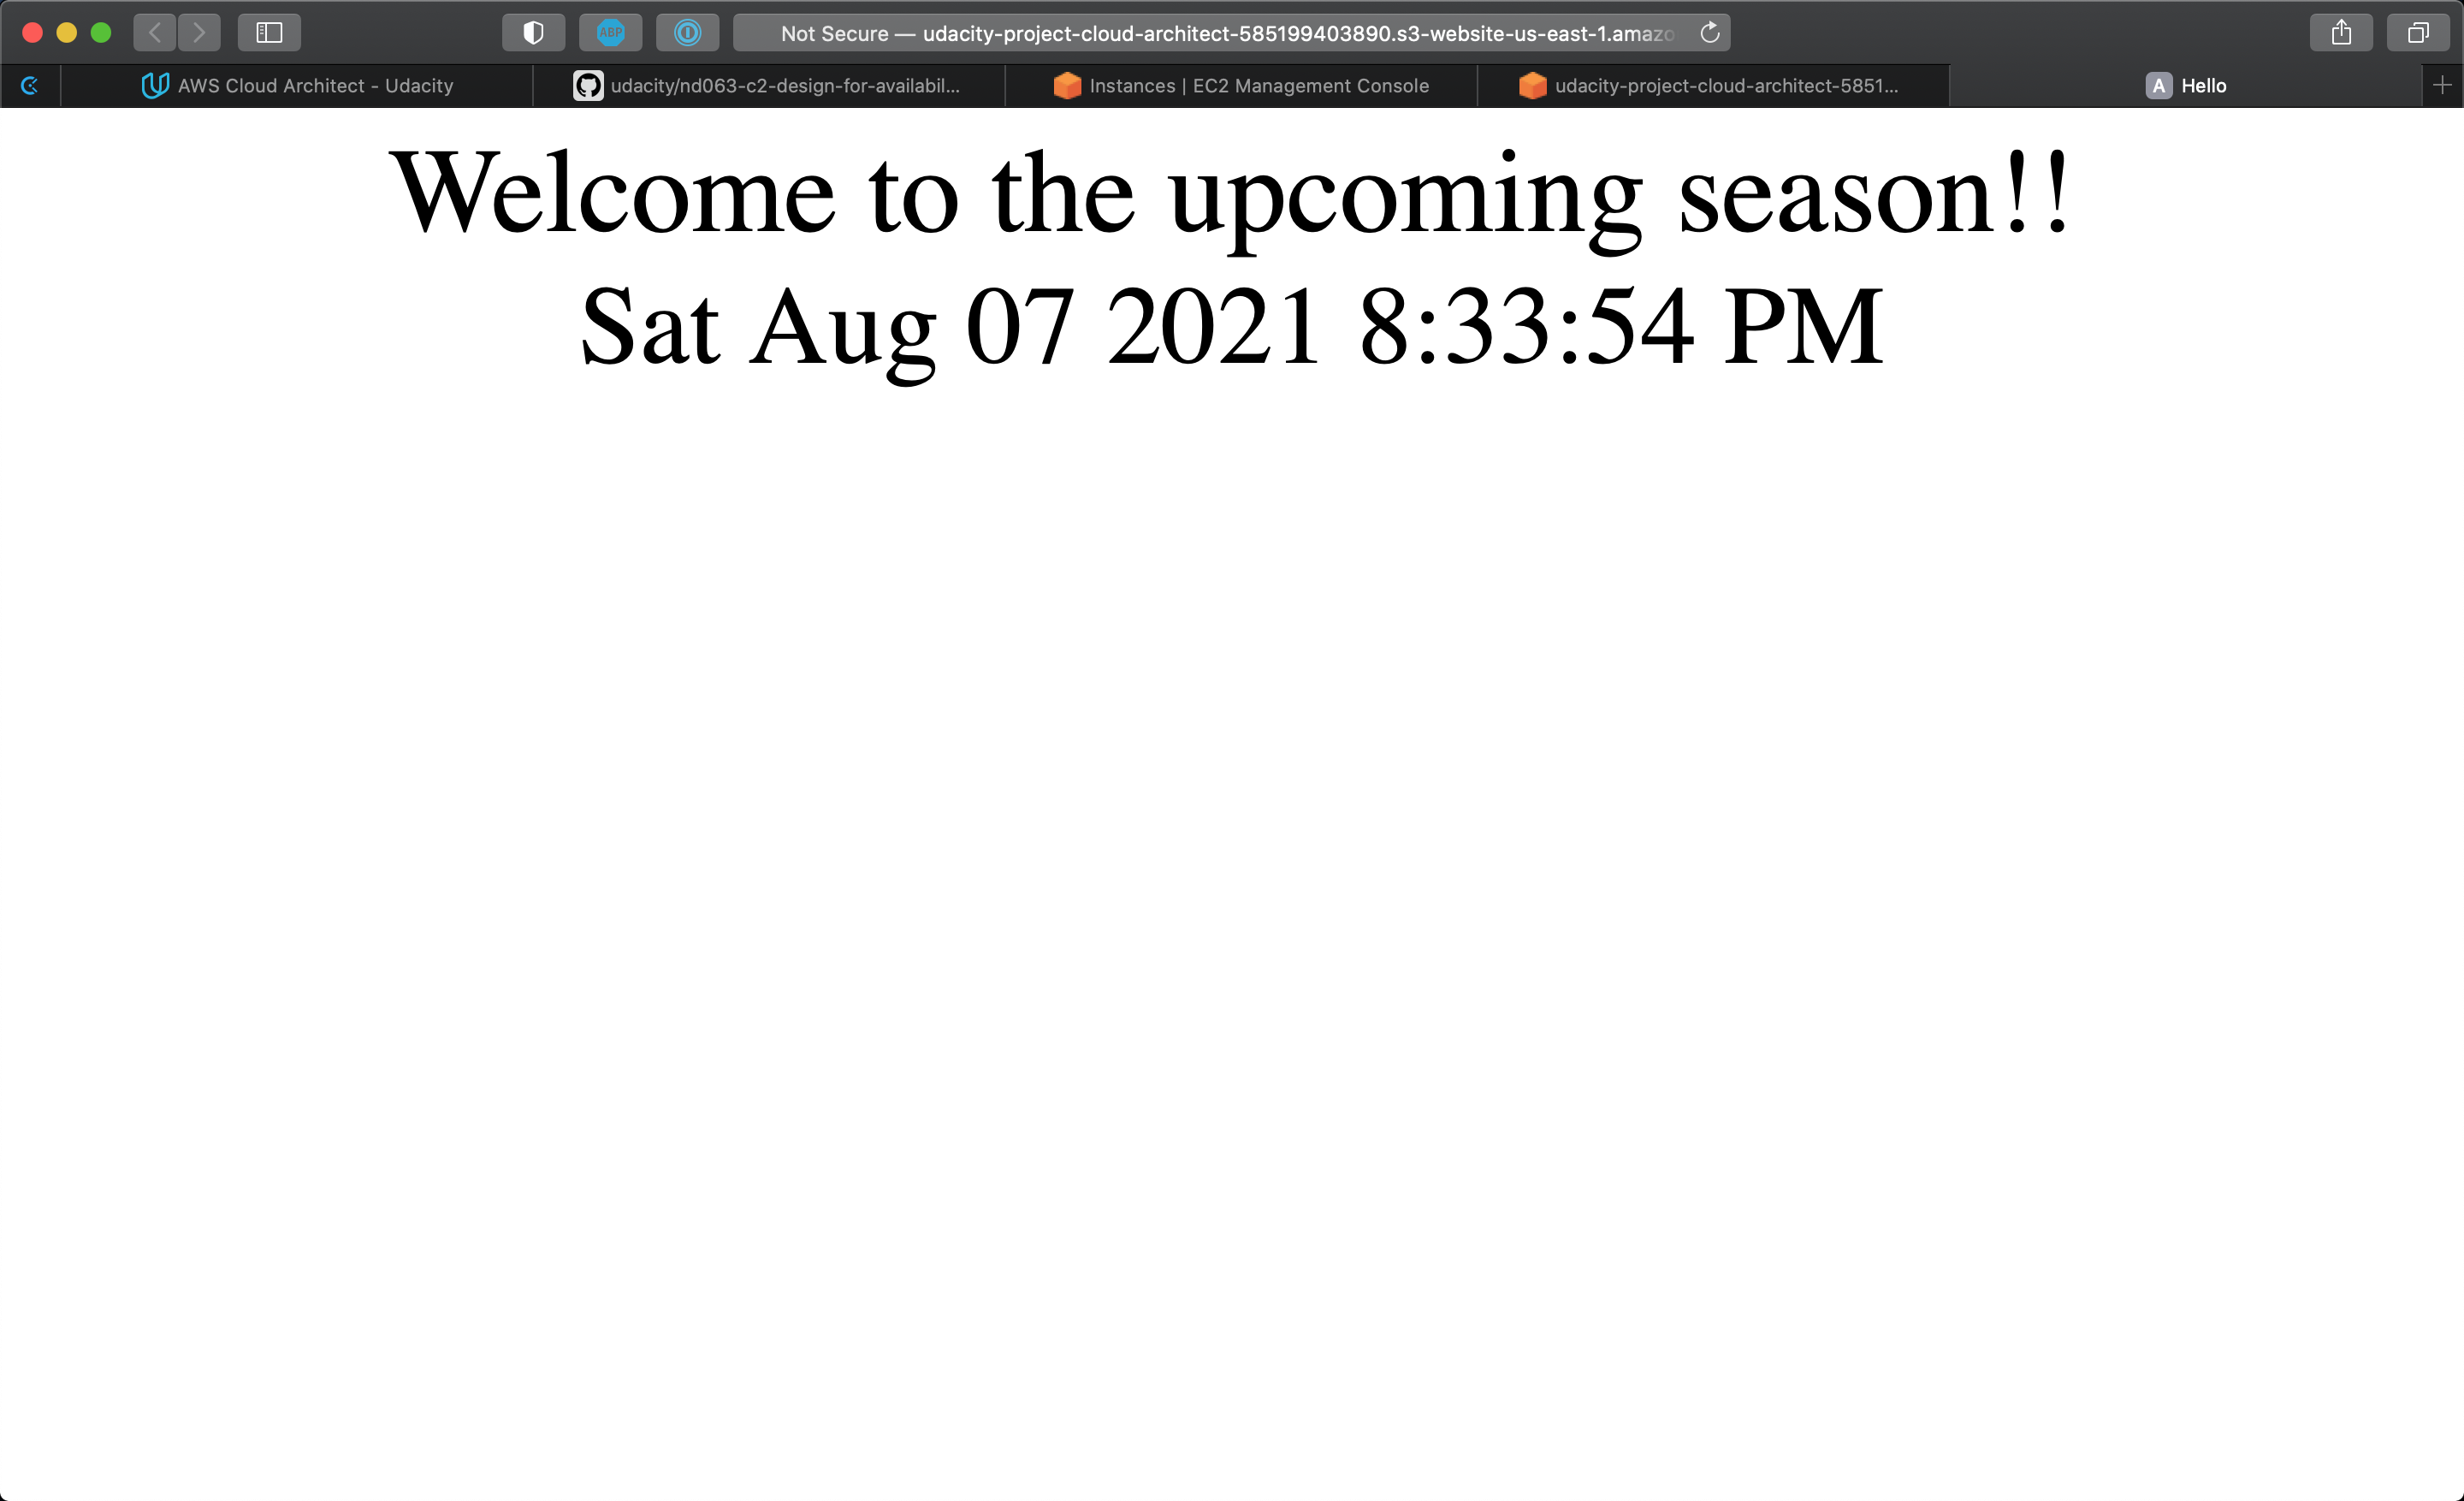 Not Secure — udacity-project-cloud-architect-585199403890.s3-website-us-east-1.amazo
ABP
AWS Cloud Architect - Udacity
udacity/nd063-c2-design-for-availabil...
Instances | EC2 Management Console
udacity-project-cloud-architect-5851...
A Hello
Welcome to the upcoming season!!
Sat Aug 07 2021 8:33:54 PM